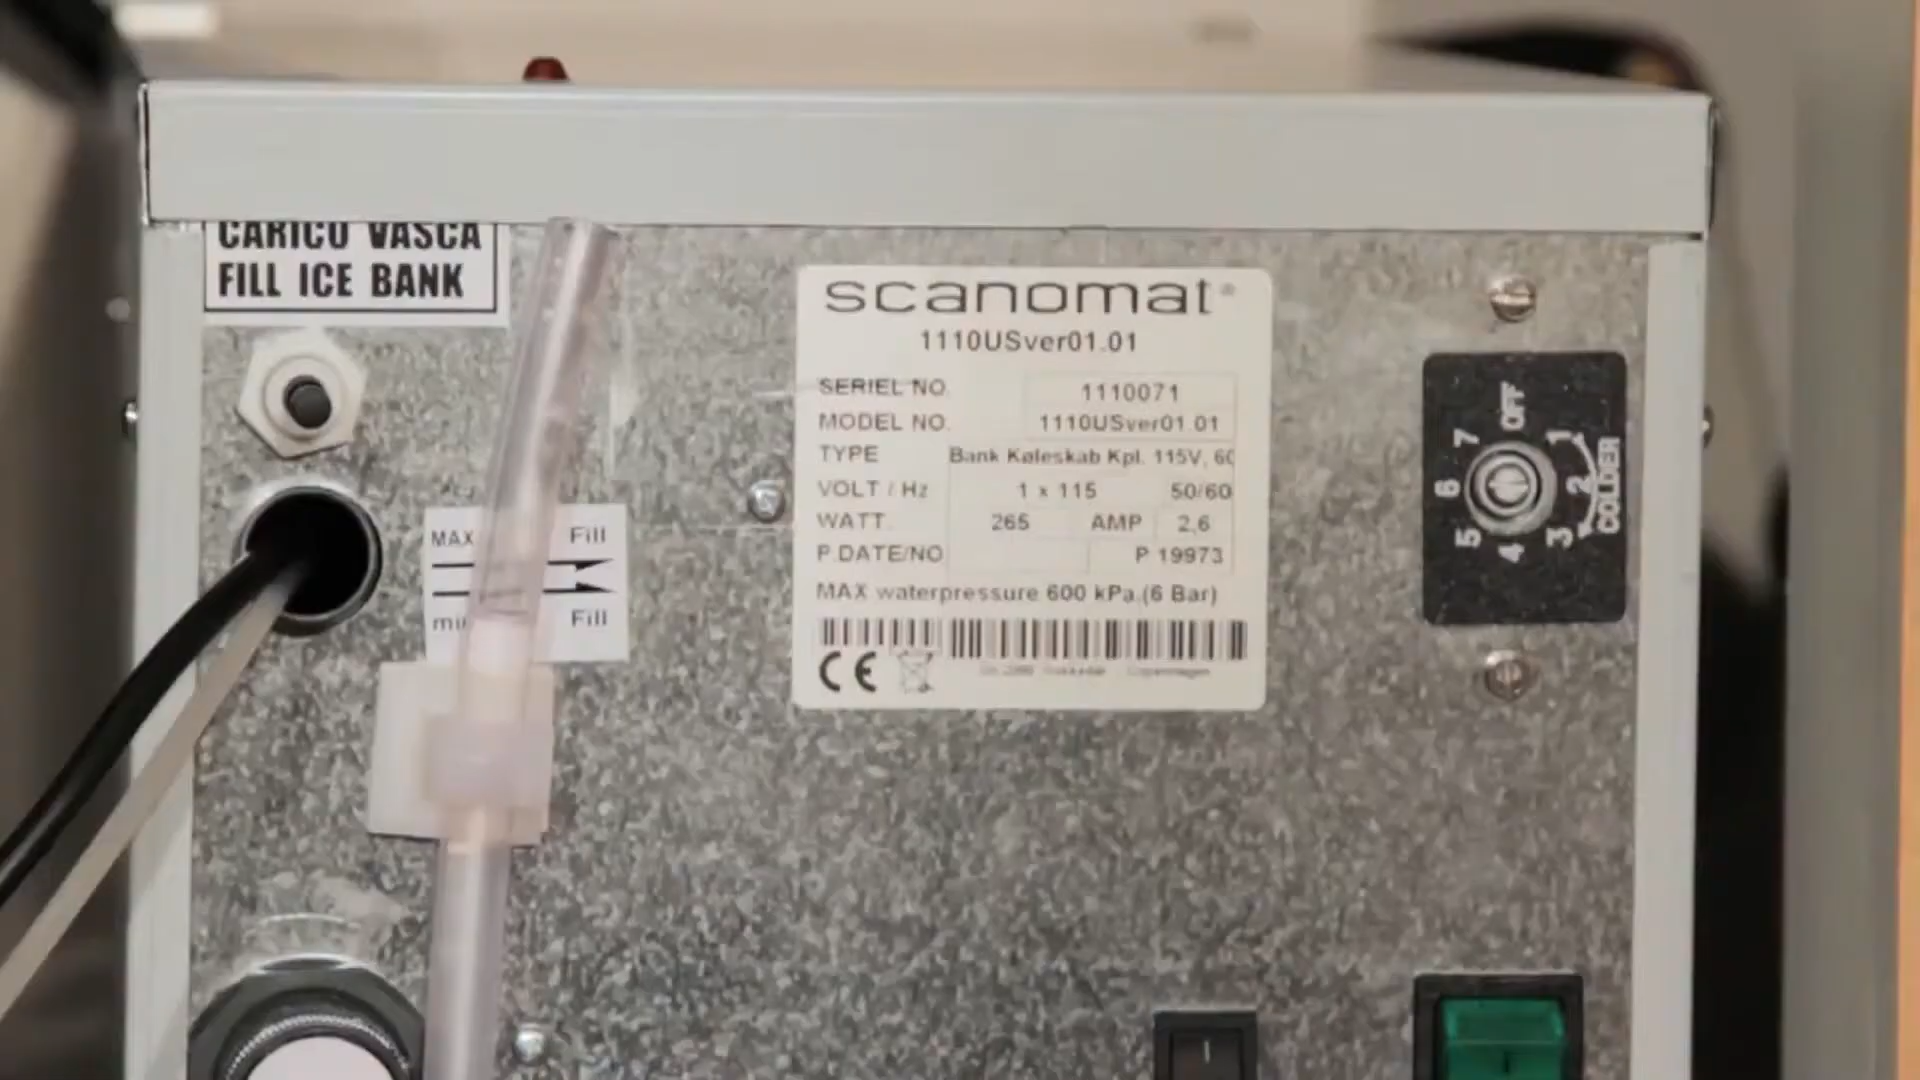 CARICO VASCA
FILL ICE BANK
scanomat®
1110USver01.01
SERIEL NO. 1110071
MODEL NO. 1110USver01.01
TYPE Bank Køleskab Kpl. 115V, 60
VOLT / Hz 1 x 115 50/60
WATT. 265 AMP 2,6
P.DATE/NO P 19973
MAX waterpressure 600 kPa.(6 Bar)
CE
MAX Fill
Fill
OFF
1
2
3
4
5
6
7
COLDER